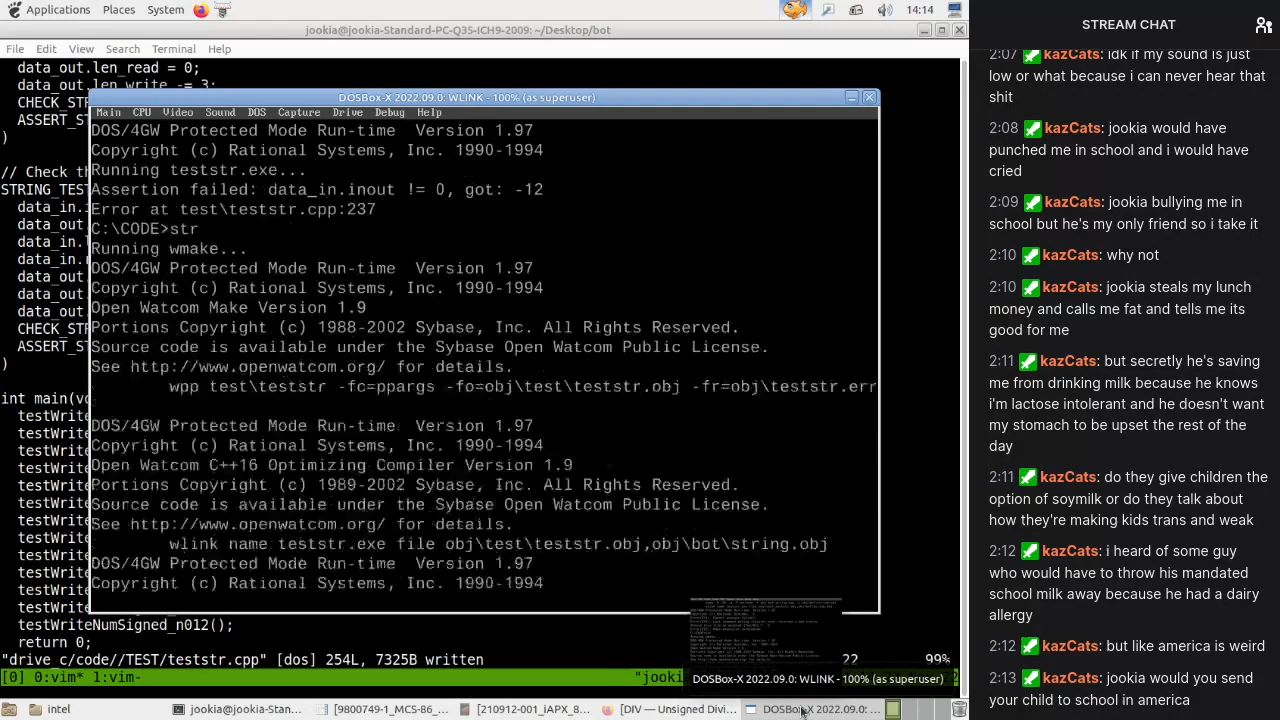 Applications Places System 14:14
jookia@jookia-Standard-PC-Q35-ICH9-2009: ~/Desktop/bot
File Edit View Search Terminal Help
data_out.len_read = 0;
data_out.len_write -= 3;
CHECK_STR
ASSERT_ST
)
// Check th
STRING_TEST
data_in.
data_out.
data_out.
data_in.
data_in.
data_out
data_out
data_out.
CHECK_STR
ASSERT_ST
)
int main(vo
testWrite
testWrite
testWrite
testWrite
testWrite
testWrite
testWrite
testWrite
testWrite
testWrite
testWrite
DOSBox-X 2022.09.0: WLINK - 100% (as superuser)
Main CPU Video Sound DOS Capture Drive Debug Help
DOS/4GW Protected Mode Run-time Version 1.97
Copyright (c) Rational Systems, Inc. 1990-1994
Running teststr.exe...
Assertion failed: data_in.inout != 0, got: -12
Error at test\teststr.cpp:237
C:\CODE>str
Running wmake...
DOS/4GW Protected Mode Run-time Version 1.97
Copyright (c) Rational Systems, Inc. 1990-1994
Open Watcom Make Version 1.9
Portions Copyright (c) 1988-2002 Sybase, Inc. All Rights Reserved.
Source code is available under the Sybase Open Watcom Public License.
See http://www.openwatcom.org/ for details.
wpp test\teststr -fc=ppargs -fo=obj\test\teststr.obj -fr=obj\teststr.err
DOS/4GW Protected Mode Run-time Version 1.97
Copyright (c) Rational Systems, Inc. 1990-1994
Open Watcom C++16 Optimizing Compiler Version 1.9
Portions Copyright (c) 1989-2002 Sybase, Inc. All Rights Reserved.
Source code is available under the Sybase Open Watcom Public License.
See http://www.openwatcom.org/ for details.
wlink name teststr.exe file obj\test\teststr.obj,obj\bot\string.obj
DOS/4GW Protected Mode Run-time Version 1.97
Copyright (c) Rational Systems, Inc. 1990-1994
teNumSigned_n012();
99%
[0] 0:vim* 1:vim- "jooki
DOSBox-X 2022.09.0: WLINK - 100% (as superuser)
intel jookia@jookia-Stan... [9800749-1_MCS-86_... [210912-001_iAPX_8... [DIV — Unsigned Divi... DOSBox-X 2022.09.0: ...
STREAM CHAT
2:07 kazCats: idk if my sound is just
low or what because i can never hear that
shit
2:08 kazCats: jookia would have
punched me in school and i would have
cried
2:09 kazCats: jookia bullying me in
school but he's my only friend so i take it
2:10 kazCats: why not
2:10 kazCats: jookia steals my lunch
money and calls me fat and tells me its
good for me
2:11 kazCats: but secretly he's saving
me from drinking milk because he knows
i'm lactose intolerant and he doesn't want
my stomach to be upset the rest of the
day
2:11 kazCats: do they give children the
option of soymilk or do they talk about
how they're making kids trans and weak
2:12 kazCats: i heard of some guy
who would have to throw his mandated
school milk away because he had a dairy
allergy
2:12 kazCats: but midwest so weird
2:13 kazCats: jookia would you send
your child to school in america